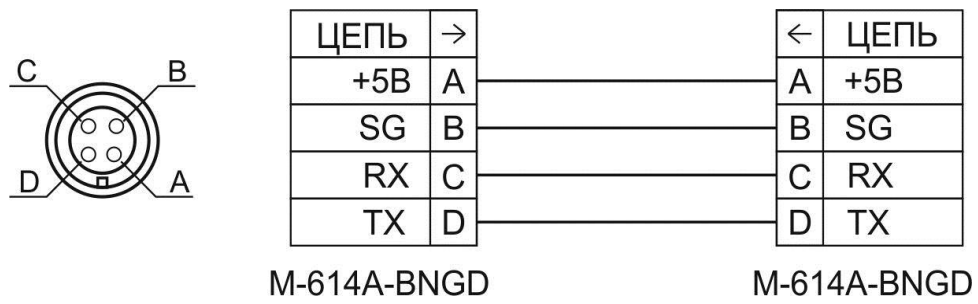 C B
D A
ЦЕПЬ → ← ЦЕПЬ
+5В A A +5В
SG B B SG
RX C C RX
TX D D TX
M-614A-BNGD M-614A-BNGD